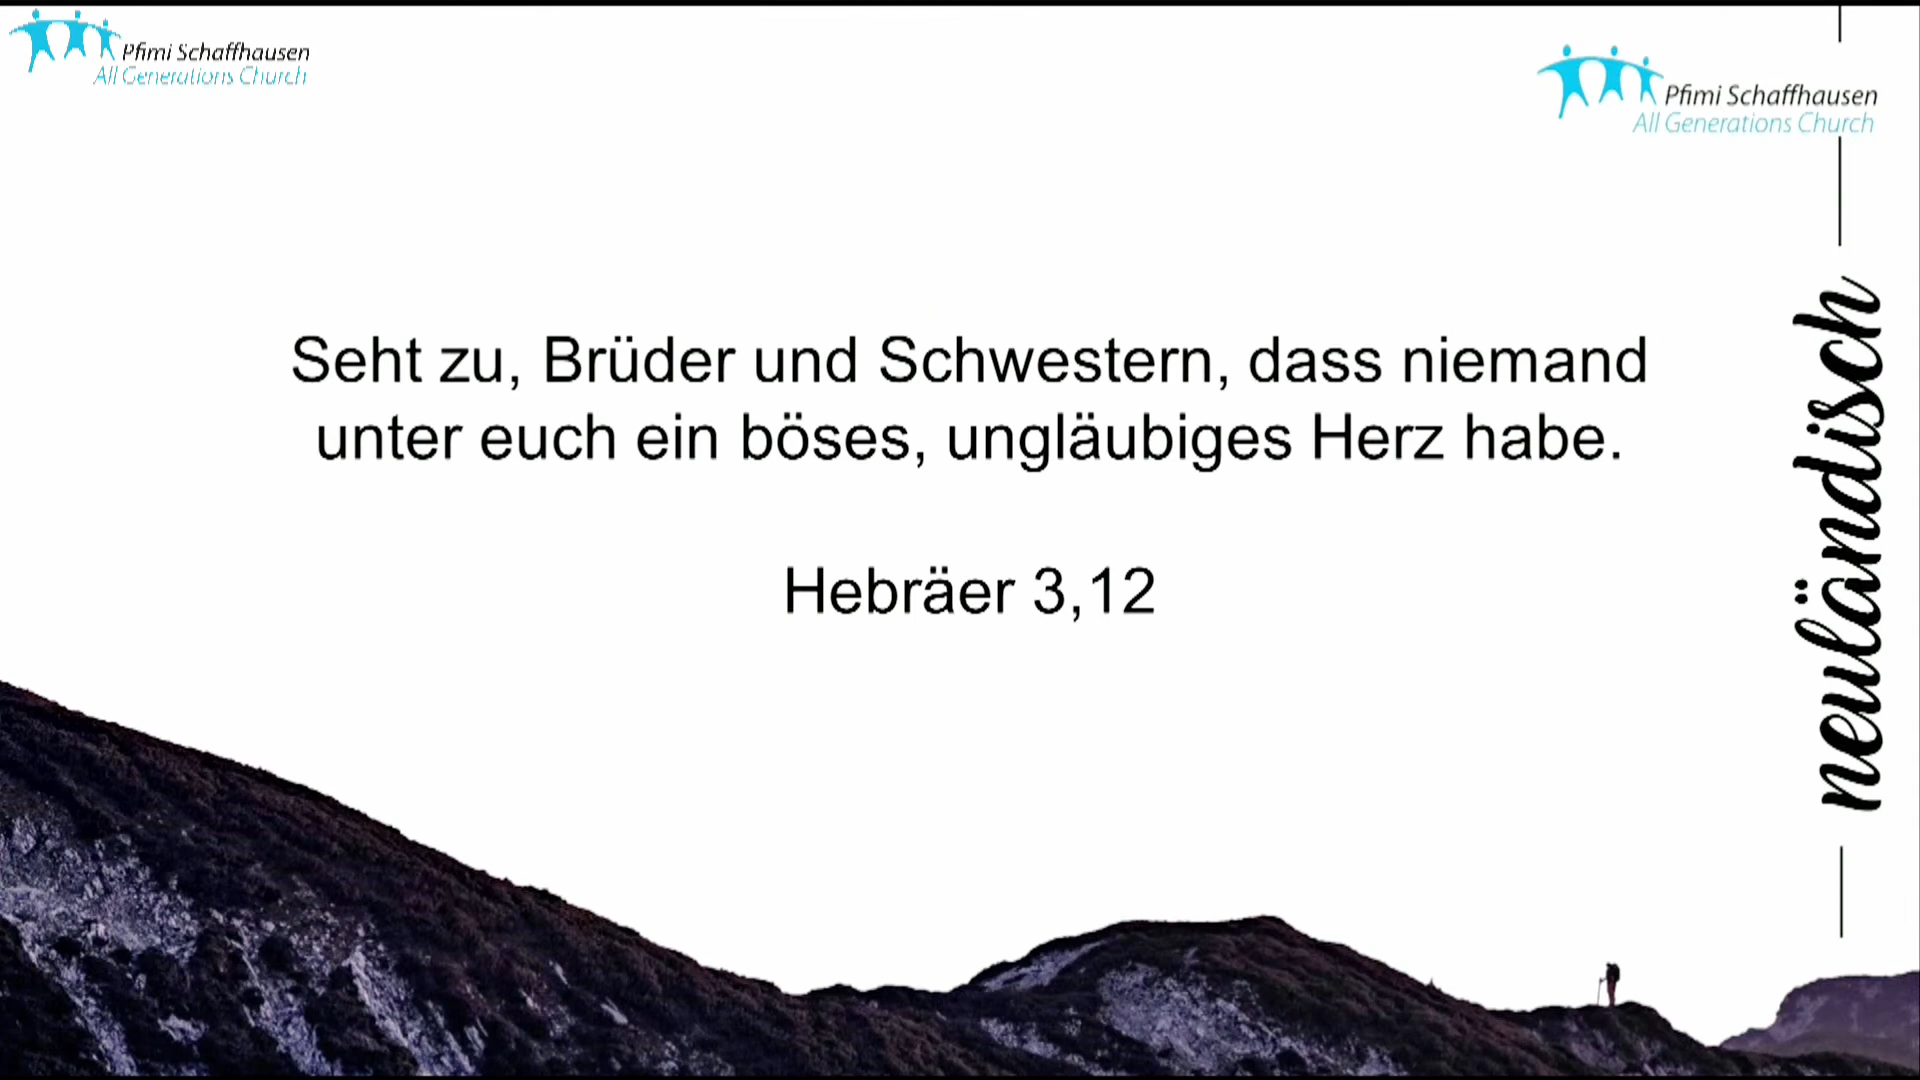 Pfimi Schaffhausen
All Generations Church
Pfimi Schaffhausen
All Generations Church
Seht zu, Brüder und Schwestern, dass niemand
unter euch ein böses, ungläubiges Herz habe.
Hebräer 3,12
neuländisch